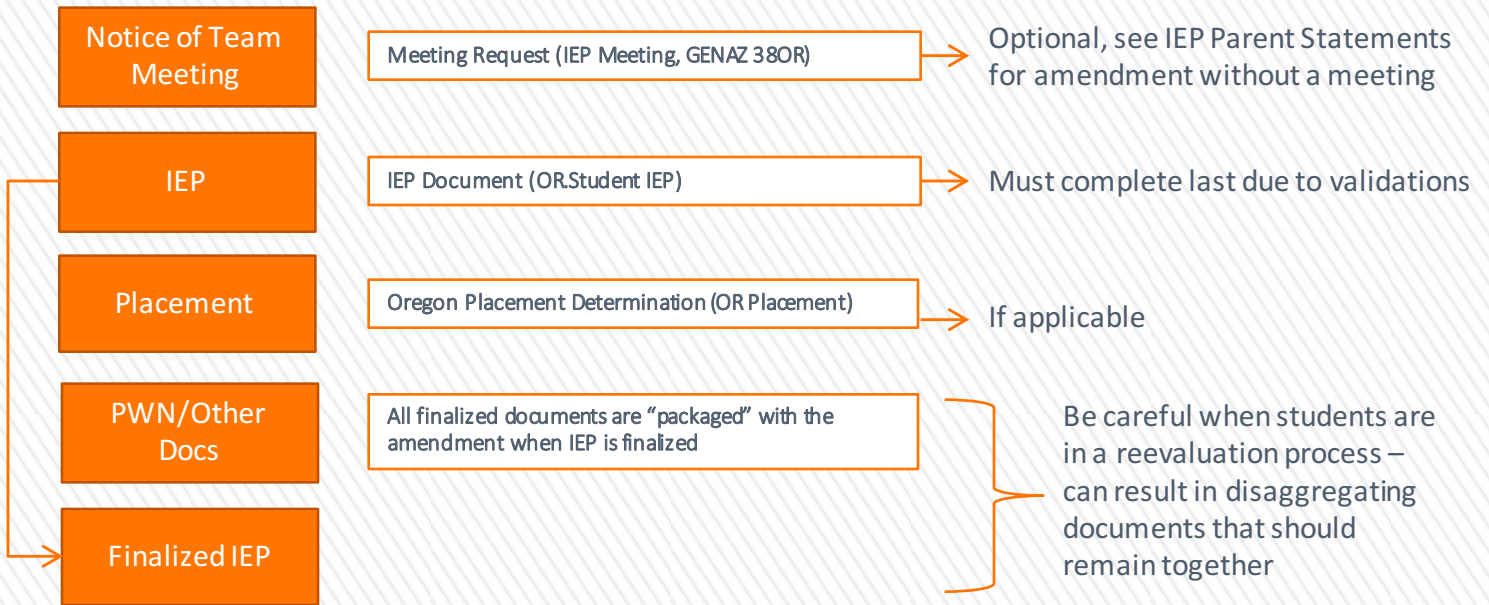 Notice of Team
Meeting
Meeting Request (IEP Meeting, GENAZ 38OR)
Optional, see IEP Parent Statements
for amendment without a meeting
IEP
IEP Document (OR.Student IEP)
Must complete last due to validations
Placement
Oregon Placement Determination (OR Placement)
If applicable
PWN/Other
Docs
All finalized documents are “packaged” with the
amendment when IEP is finalized
Be careful when students are
in a reevaluation process –
can result in disaggregating
documents that should
remain together
Finalized IEP